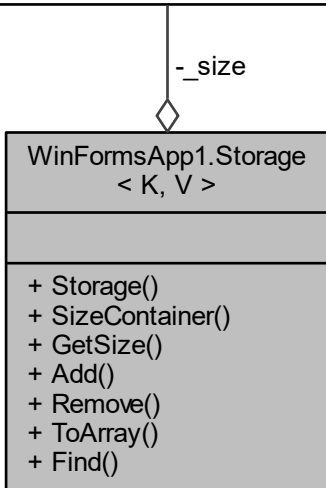 -_size
WinFormsApp1.Storage
< K, V >
+ Storage()
+ SizeContainer()
+ GetSize()
+ Add()
+ Remove()
+ ToArray()
+ Find()